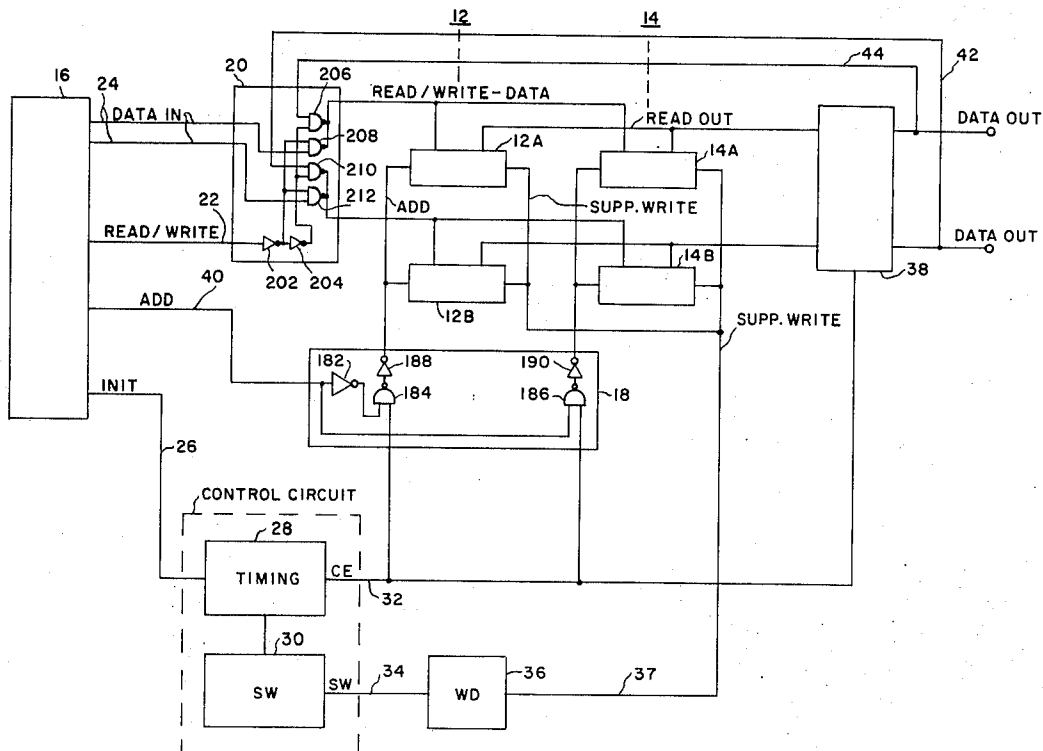 12
14
44
42
16
24
20
206
READ/WRITE-DATA
DATA IN
208
READ OUT
DATA OUT
12A
14A
210
212
22
ADD
SUPP. WRITE
READ/WRITE
DATA OUT
202
204
14B
38
40
12B
ADD
SUPP. WRITE
182
188
190
INIT
184
186
18
26
CONTROL CIRCUIT
28
TIMING
CE
32
30
SW
SW
34
36
WD
37